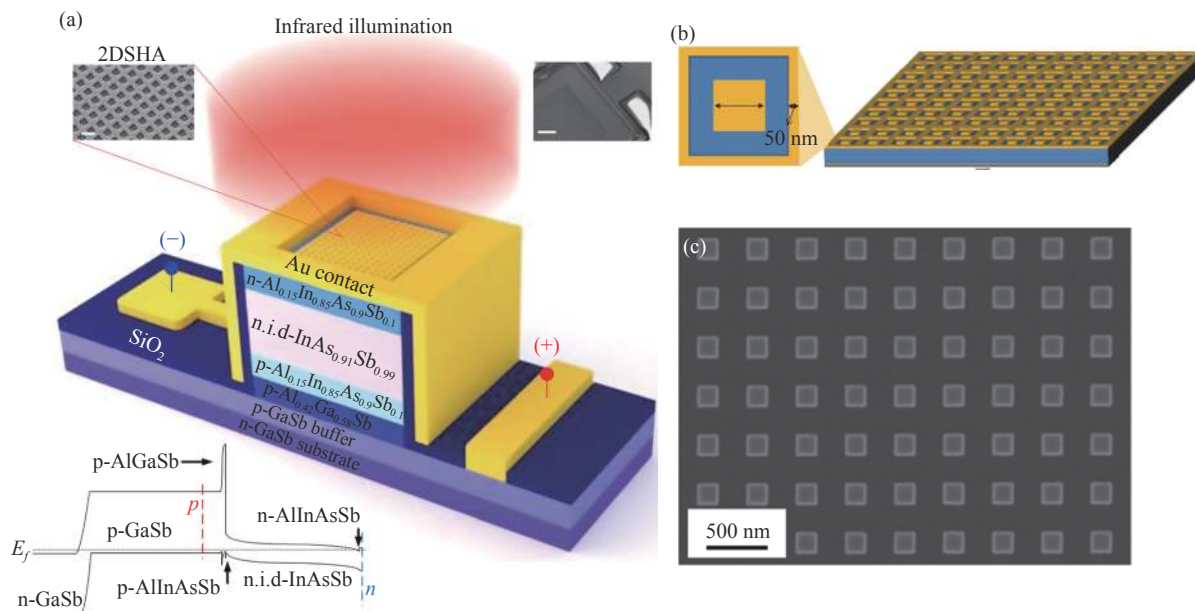 (a)
Infrared illumination
2DSHA
(−)
Au contact
n-Al0.15In0.85As0.9Sb0.1
n.i.d-InAs0.91Sb0.99
p-Al0.15In0.85As0.9Sb0.1
p-Al0.42Ga0.58Sb
p-GaSb buffer
n-GaSb substrate
SiO2
(+)
p-AlGaSb
p
p-GaSb
n-AlInAsSb
Ef
n-GaSb
p-AlInAsSb
n.i.d-InAsSb
n
(b)
50 nm
(c)
500 nm